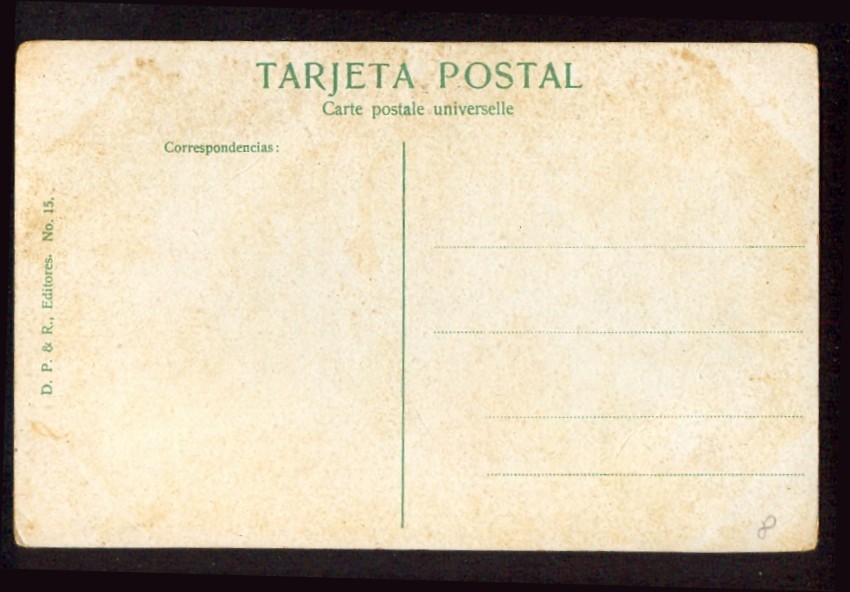 TARJETA POSTAL
Carte postale universelle
Correspondencias:
D. P. & R., Editores. No. 15.
8